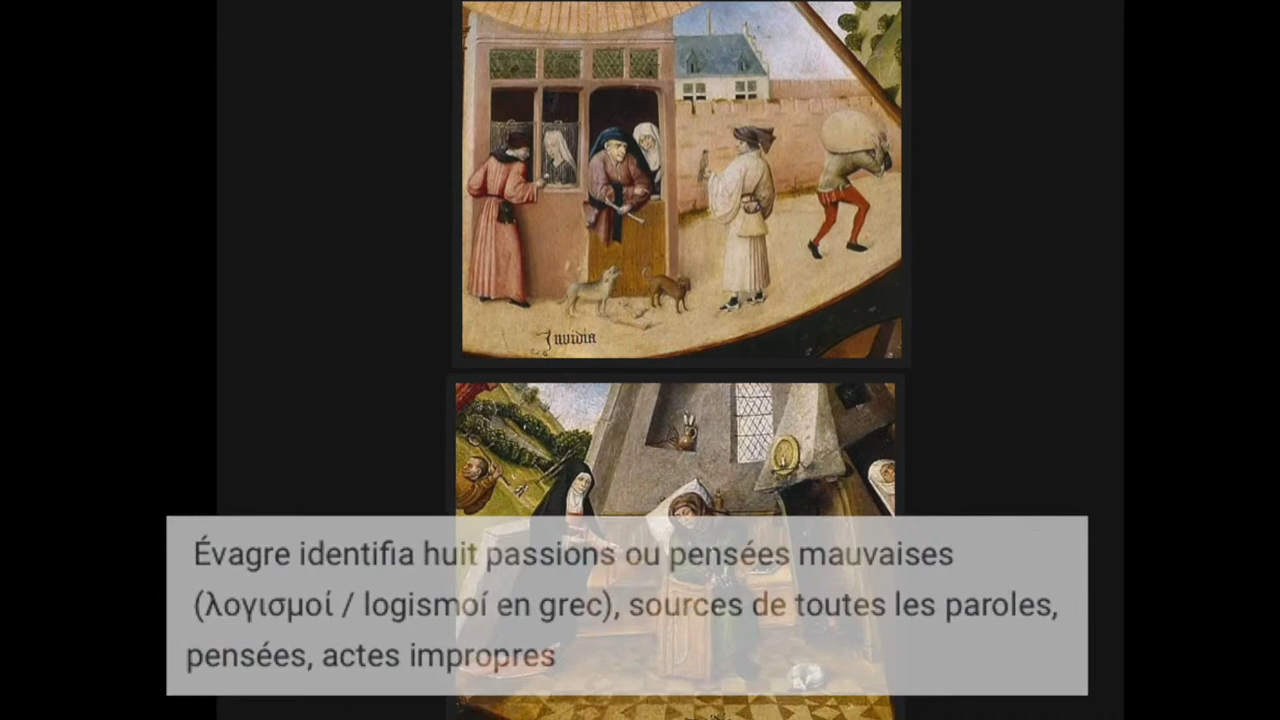 Invidia
Évagre identifia huit passions ou pensées mauvaises
(λογισμοί / logismoí en grec), sources de toutes les paroles,
pensées, actes impropres